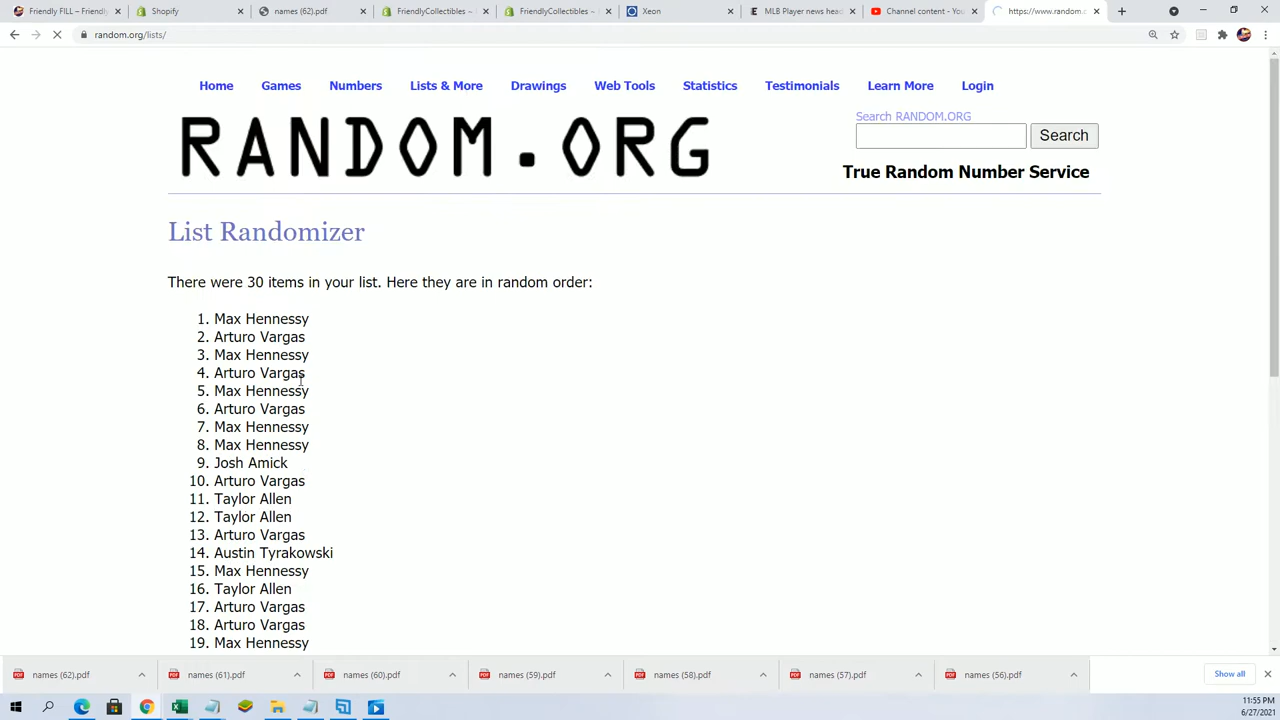 Friendly FILL – Friendly
Shopify
names (62).pdf
FriendlyCollectibles ~
FriendlyCollectibles ~
Xeon
MLB Player news head
Channel content - You
https://www.random.o
random.org/lists/
Home Games Numbers Lists & More Drawings Web Tools Statistics Testimonials Learn More Login
RANDOM.ORG
Search RANDOM.ORG
Search
True Random Number Service
List Randomizer
There were 30 items in your list. Here they are in random order:
1. Max Hennessy
2. Arturo Vargas
3. Max Hennessy
4. Arturo Vargas
5. Max Hennessy
6. Arturo Vargas
7. Max Hennessy
8. Max Hennessy
9. Josh Amick
10. Arturo Vargas
11. Taylor Allen
12. Taylor Allen
13. Arturo Vargas
14. Austin Tyrakowski
15. Max Hennessy
16. Taylor Allen
17. Arturo Vargas
18. Arturo Vargas
19. Max Hennessy
names (62).pdf names (61).pdf names (60).pdf names (59).pdf names (58).pdf names (57).pdf names (56).pdf Show all
11:55 PM
6/27/2021